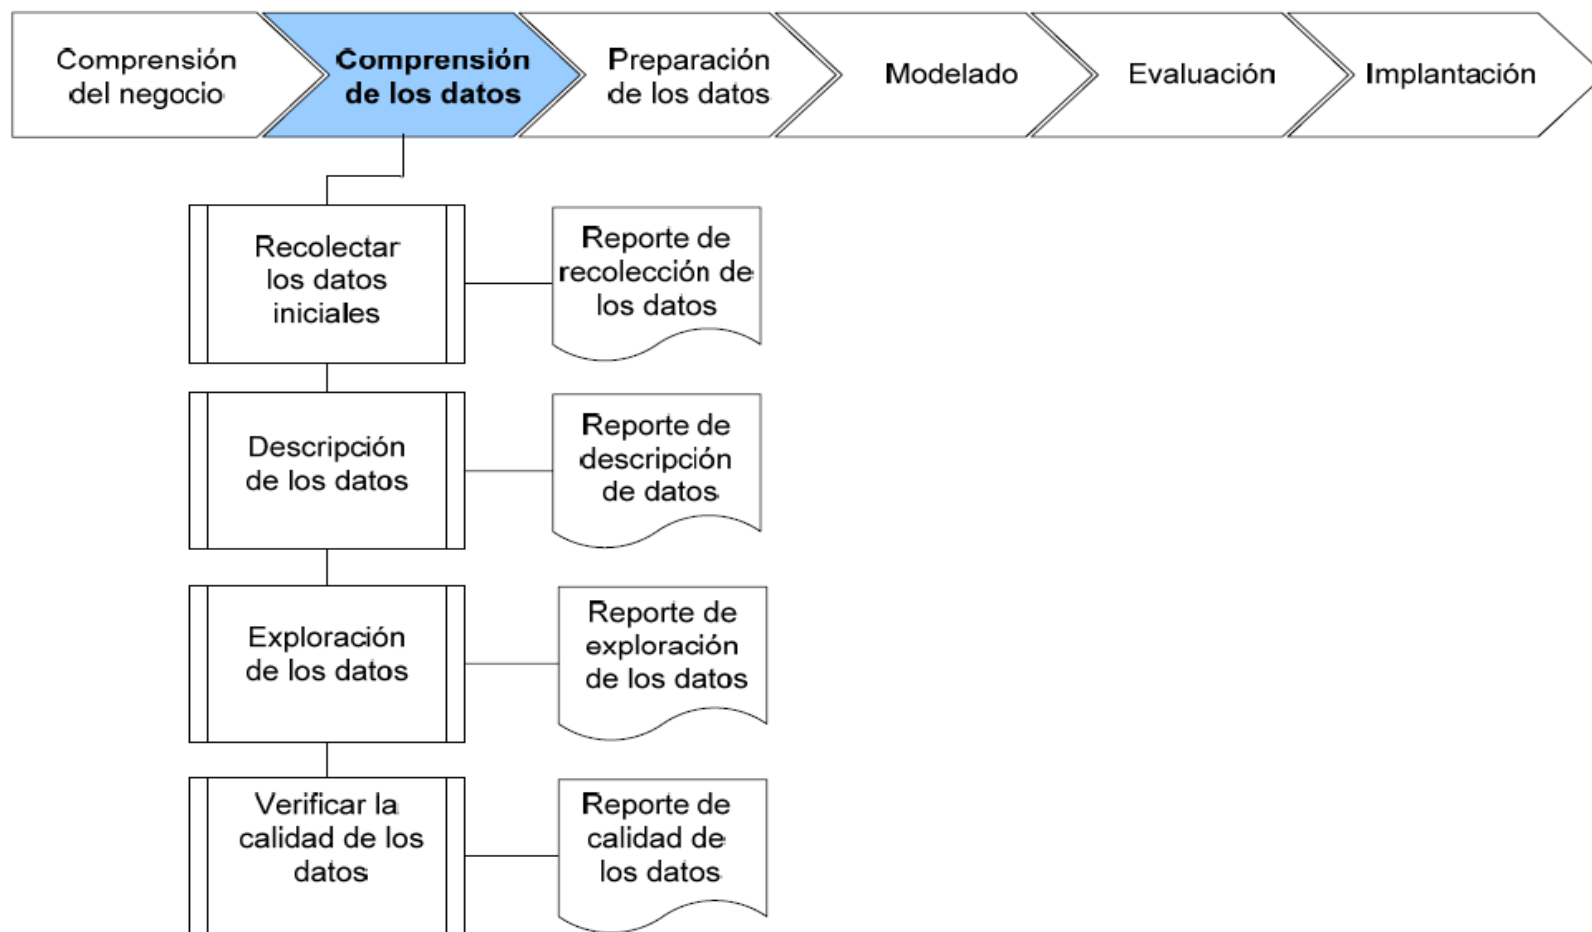 Comprensión
del negocio
Comprensión
de los datos
Preparación
de los datos
Modelado
Evaluación
Implantación
Recolectar
los datos
iniciales
Reporte de
recolección de
los datos
Descripción
de los datos
Reporte de
descripción
de datos
Exploración
de los datos
Reporte de
exploración
de los datos
Verificar la
calidad de los
datos
Reporte de
calidad de
los datos